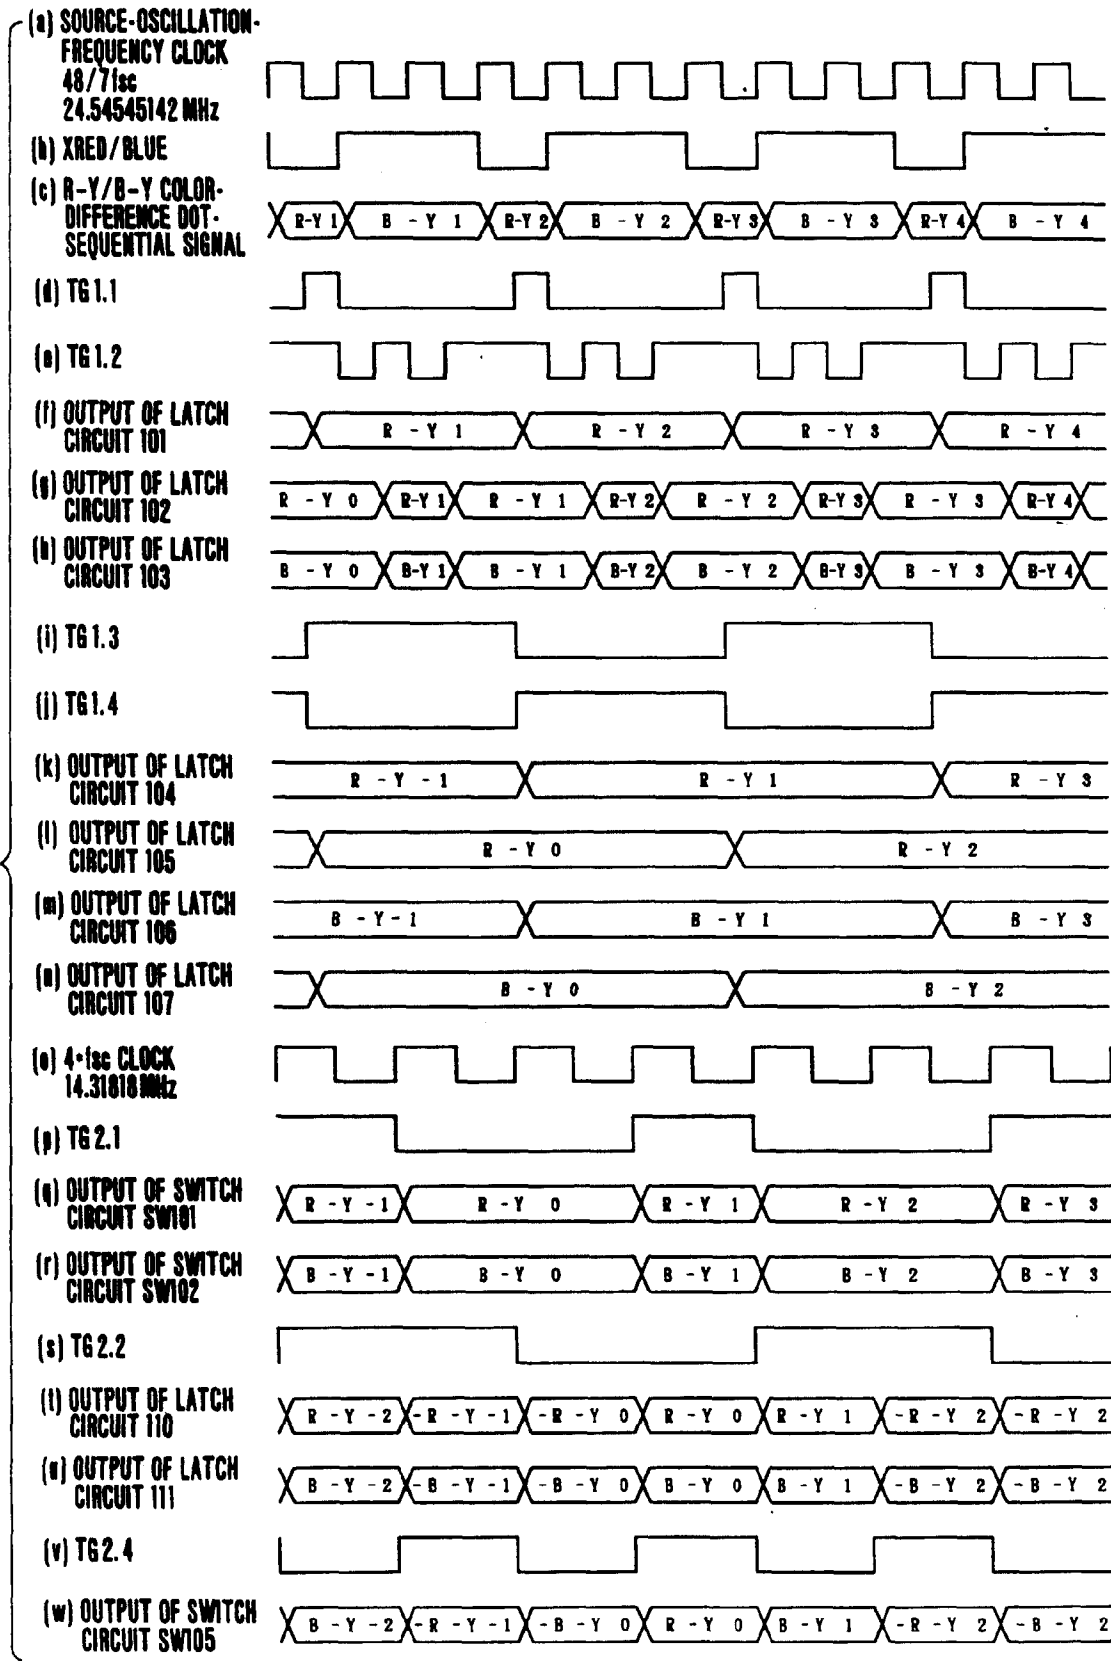 (a) SOURCE-OSCILLATION-
FREQUENCY CLOCK
48/7fsc
24.54545142 MHz
(b) XRED/BLUE
(c) R-Y/B-Y COLOR-
DIFFERENCE DOT-
SEQUENTIAL SIGNAL
R-Y 1 B - Y 1 R-Y 2 B - Y 2 R-Y 3 B - Y 3 R-Y 4 B - Y 4
(d) TG1.1
(e) TG1.2
(f) OUTPUT OF LATCH
CIRCUIT 101
R - Y 1 R - Y 2 R - Y 3 R - Y 4
(g) OUTPUT OF LATCH
CIRCUIT 102
R - Y 0 R-Y 1 R - Y 1 R-Y 2 R - Y 2 R-Y 3 R - Y 3 R-Y 4
(h) OUTPUT OF LATCH
CIRCUIT 103
B - Y 0 B-Y 1 B - Y 1 B-Y 2 B - Y 2 B-Y 3 B - Y 3 B-Y 4
(i) TG1.3
(j) TG1.4
(k) OUTPUT OF LATCH
CIRCUIT 104
R - Y - 1 R - Y 1 R - Y 3
(l) OUTPUT OF LATCH
CIRCUIT 105
R - Y 0 R - Y 2
(m) OUTPUT OF LATCH
CIRCUIT 106
B - Y - 1 B - Y 1 B - Y 3
(n) OUTPUT OF LATCH
CIRCUIT 107
B - Y 0 B - Y 2
(o) 4·fsc CLOCK
14.31818MHz
(p) TG2.1
(q) OUTPUT OF SWITCH
CIRCUIT SW101
R - Y - 1 R - Y 0 R - Y 1 R - Y 2 R - Y 3
(r) OUTPUT OF SWITCH
CIRCUIT SW102
B - Y - 1 B - Y 0 B - Y 1 B - Y 2 B - Y 3
(s) TG2.2
(t) OUTPUT OF LATCH
CIRCUIT 110
R - Y - 2 -R - Y - 1 -R - Y 0 R - Y 0 R - Y 1 -R - Y 2 -R - Y 2
(u) OUTPUT OF LATCH
CIRCUIT 111
B - Y - 2 -B - Y - 1 -B - Y 0 B - Y 0 B - Y 1 -B - Y 2 -B - Y 2
(v) TG2.4
(w) OUTPUT OF SWITCH
CIRCUIT SW105
B - Y - 2 -R - Y - 1 -B - Y 0 R - Y 0 B - Y 1 -R - Y 2 -B - Y 2